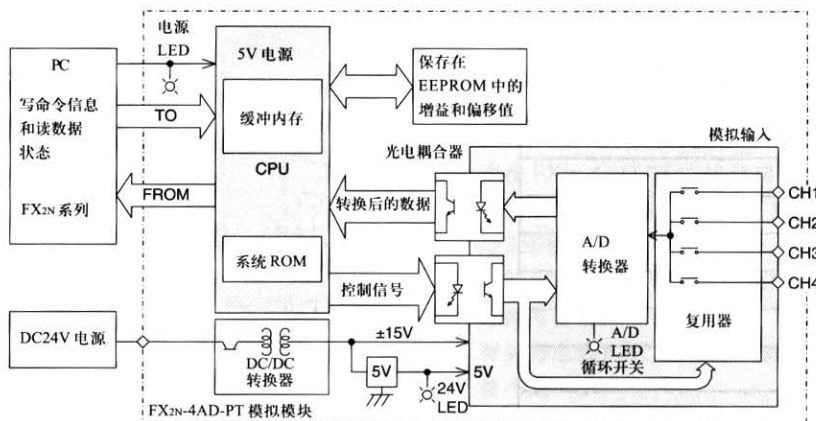 电源
LED
PC
写命令信息
和读数据
状态
FX2N 系列
TO
FROM
5V 电源
缓冲内存
CPU
系统 ROM
保存在
EEPROM 中的
增益和偏移值
模拟输入
光电耦合器
转换后的数据
控制信号
A/D
转换器
A/D
LED
循环开关
复用器
CH1
CH2
CH3
CH4
DC24V 电源
DC/DC
转换器
±15V
5V
24V
LED
5V
FX2N-4AD-PT 模拟模块